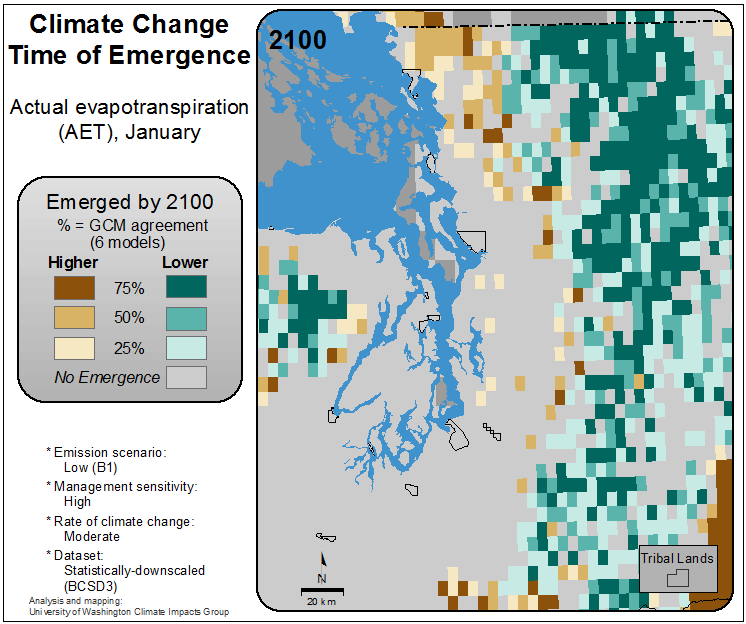 Climate Change
Time of Emergence
Actual evapotranspiration
(AET), January
Emerged by 2100
% = GCM agreement
(6 models)
Higher Lower
75%
50%
25%
No Emergence
* Emission scenario:
Low (B1)
* Management sensitivity:
High
* Rate of climate change:
Moderate
* Dataset:
Statistically-downscaled
(BCSD3)
Analysis and mapping:
University of Washington Climate Impacts Group
2100
N
20 km
Tribal Lands